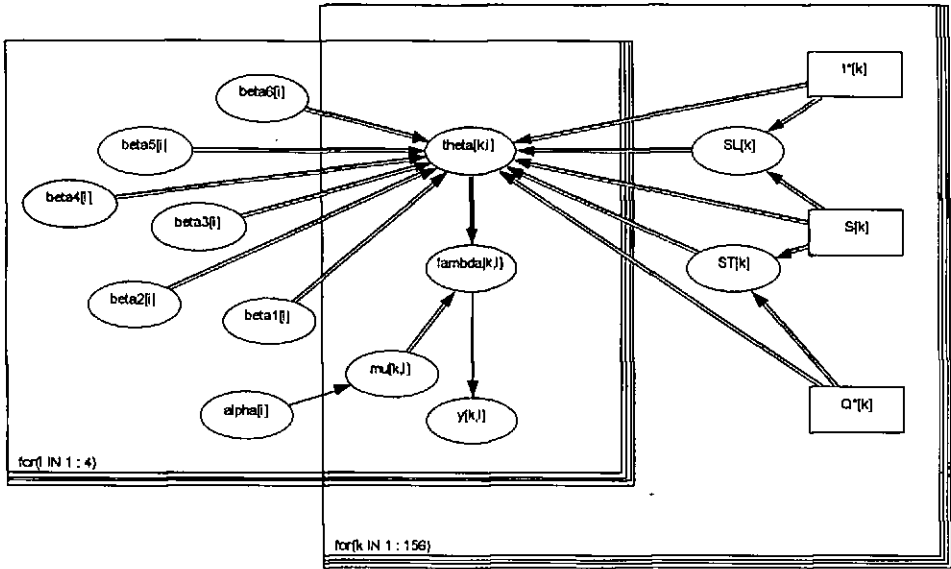 beta6[i]
1*[k]
beta5[i]
theta[k,i]
SL[k]
beta4[i]
beta3[i]
S[k]
lambda[k,i]
ST[k]
beta2[i]
beta1[i]
mu[k,i]
alpha[i]
y[k,i]
Q*[k]
for(i IN 1 : 4)
for(k IN 1 : 156)